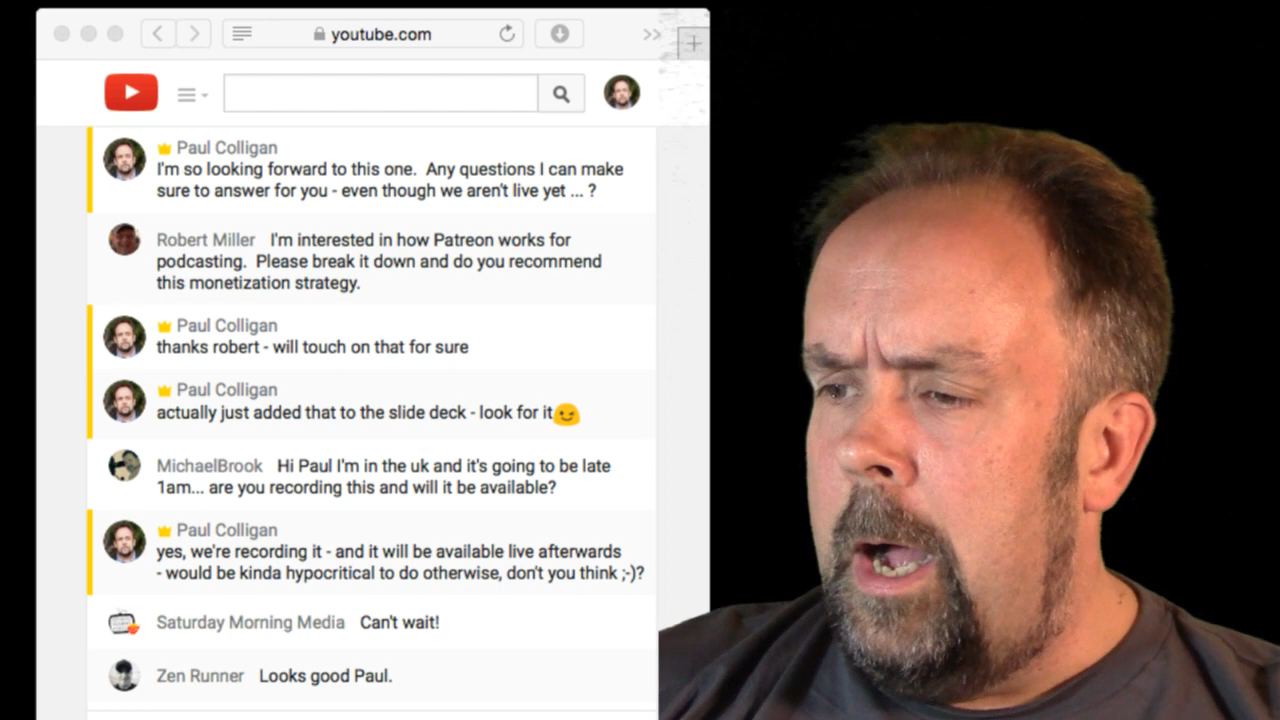 youtube.com
Paul Colligan
I'm so looking forward to this one. Any questions I can make
sure to answer for you - even though we aren't live yet ... ?
Robert Miller I'm interested in how Patreon works for
podcasting. Please break it down and do you recommend
this monetization strategy.
Paul Colligan
thanks robert - will touch on that for sure
Paul Colligan
actually just added that to the slide deck - look for it😉
MichaelBrook Hi Paul I'm in the uk and it's going to be late
1am... are you recording this and will it be available?
Paul Colligan
yes, we're recording it - and it will be available live afterwards
- would be kinda hypocritical to do otherwise, don't you think ;-)?
Saturday Morning Media Can't wait!
Zen Runner Looks good Paul.